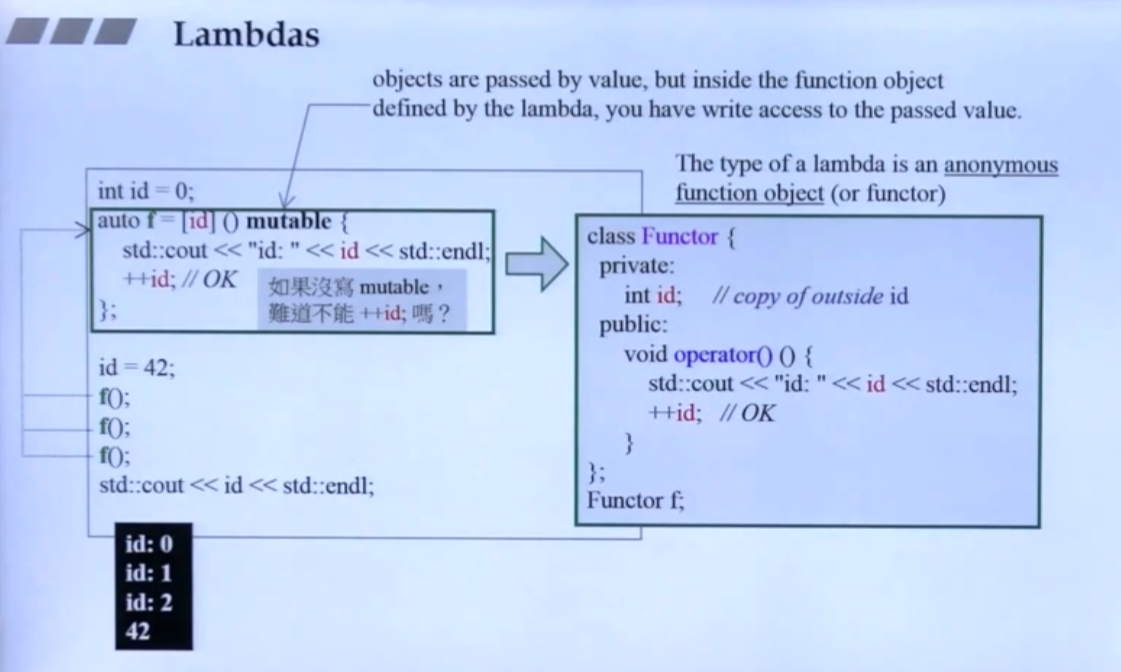 Lambdas
objects are passed by value, but inside the function object
defined by the lambda, you have write access to the passed value.
The type of a lambda is an anonymous
function object (or functor)
int id = 0;
auto f = [id] () mutable {
std::cout << "id: " << id << std::endl;
++id; // OK
};
如果沒寫 mutable，
難道不能 ++id; 嗎？
id = 42;
f();
f();
f();
std::cout << id << std::endl;
class Functor {
private:
int id; // copy of outside id
public:
void operator() () {
std::cout << "id: " << id << std::endl;
++id; // OK
}
};
Functor f;
id: 0
id: 1
id: 2
42